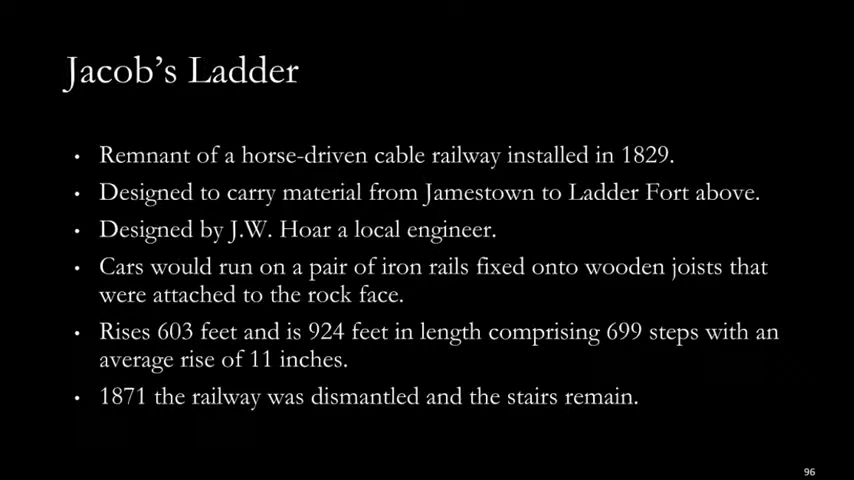 Jacob’s Ladder
• Remnant of a horse-driven cable railway installed in 1829.
• Designed to carry material from Jamestown to Ladder Fort above.
• Designed by J.W. Hoar a local engineer.
• Cars would run on a pair of iron rails fixed onto wooden joists that
were attached to the rock face.
• Rises 603 feet and is 924 feet in length comprising 699 steps with an
average rise of 11 inches.
• 1871 the railway was dismantled and the stairs remain.
96